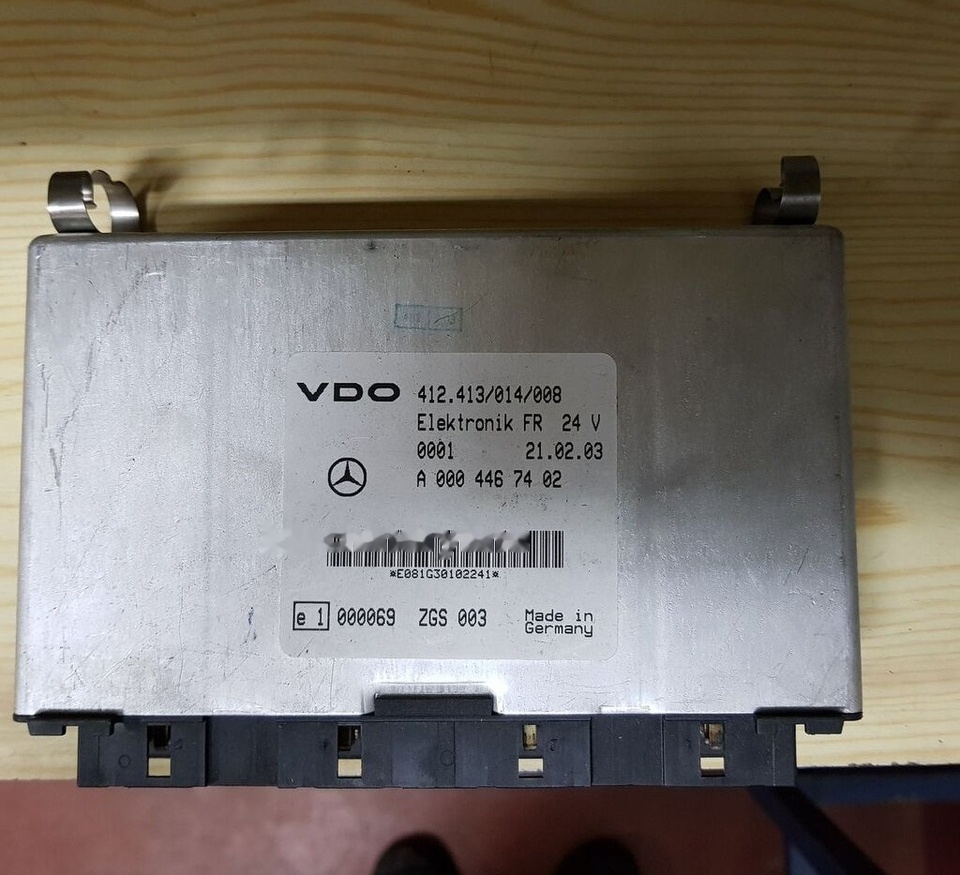 VDO 412.413/014/008
Elektronik FR 24 V
0001 21.02.03
A 000 446 74 02
*E081G30102241*
e 1 000069 ZGS 003 Made in
Germany